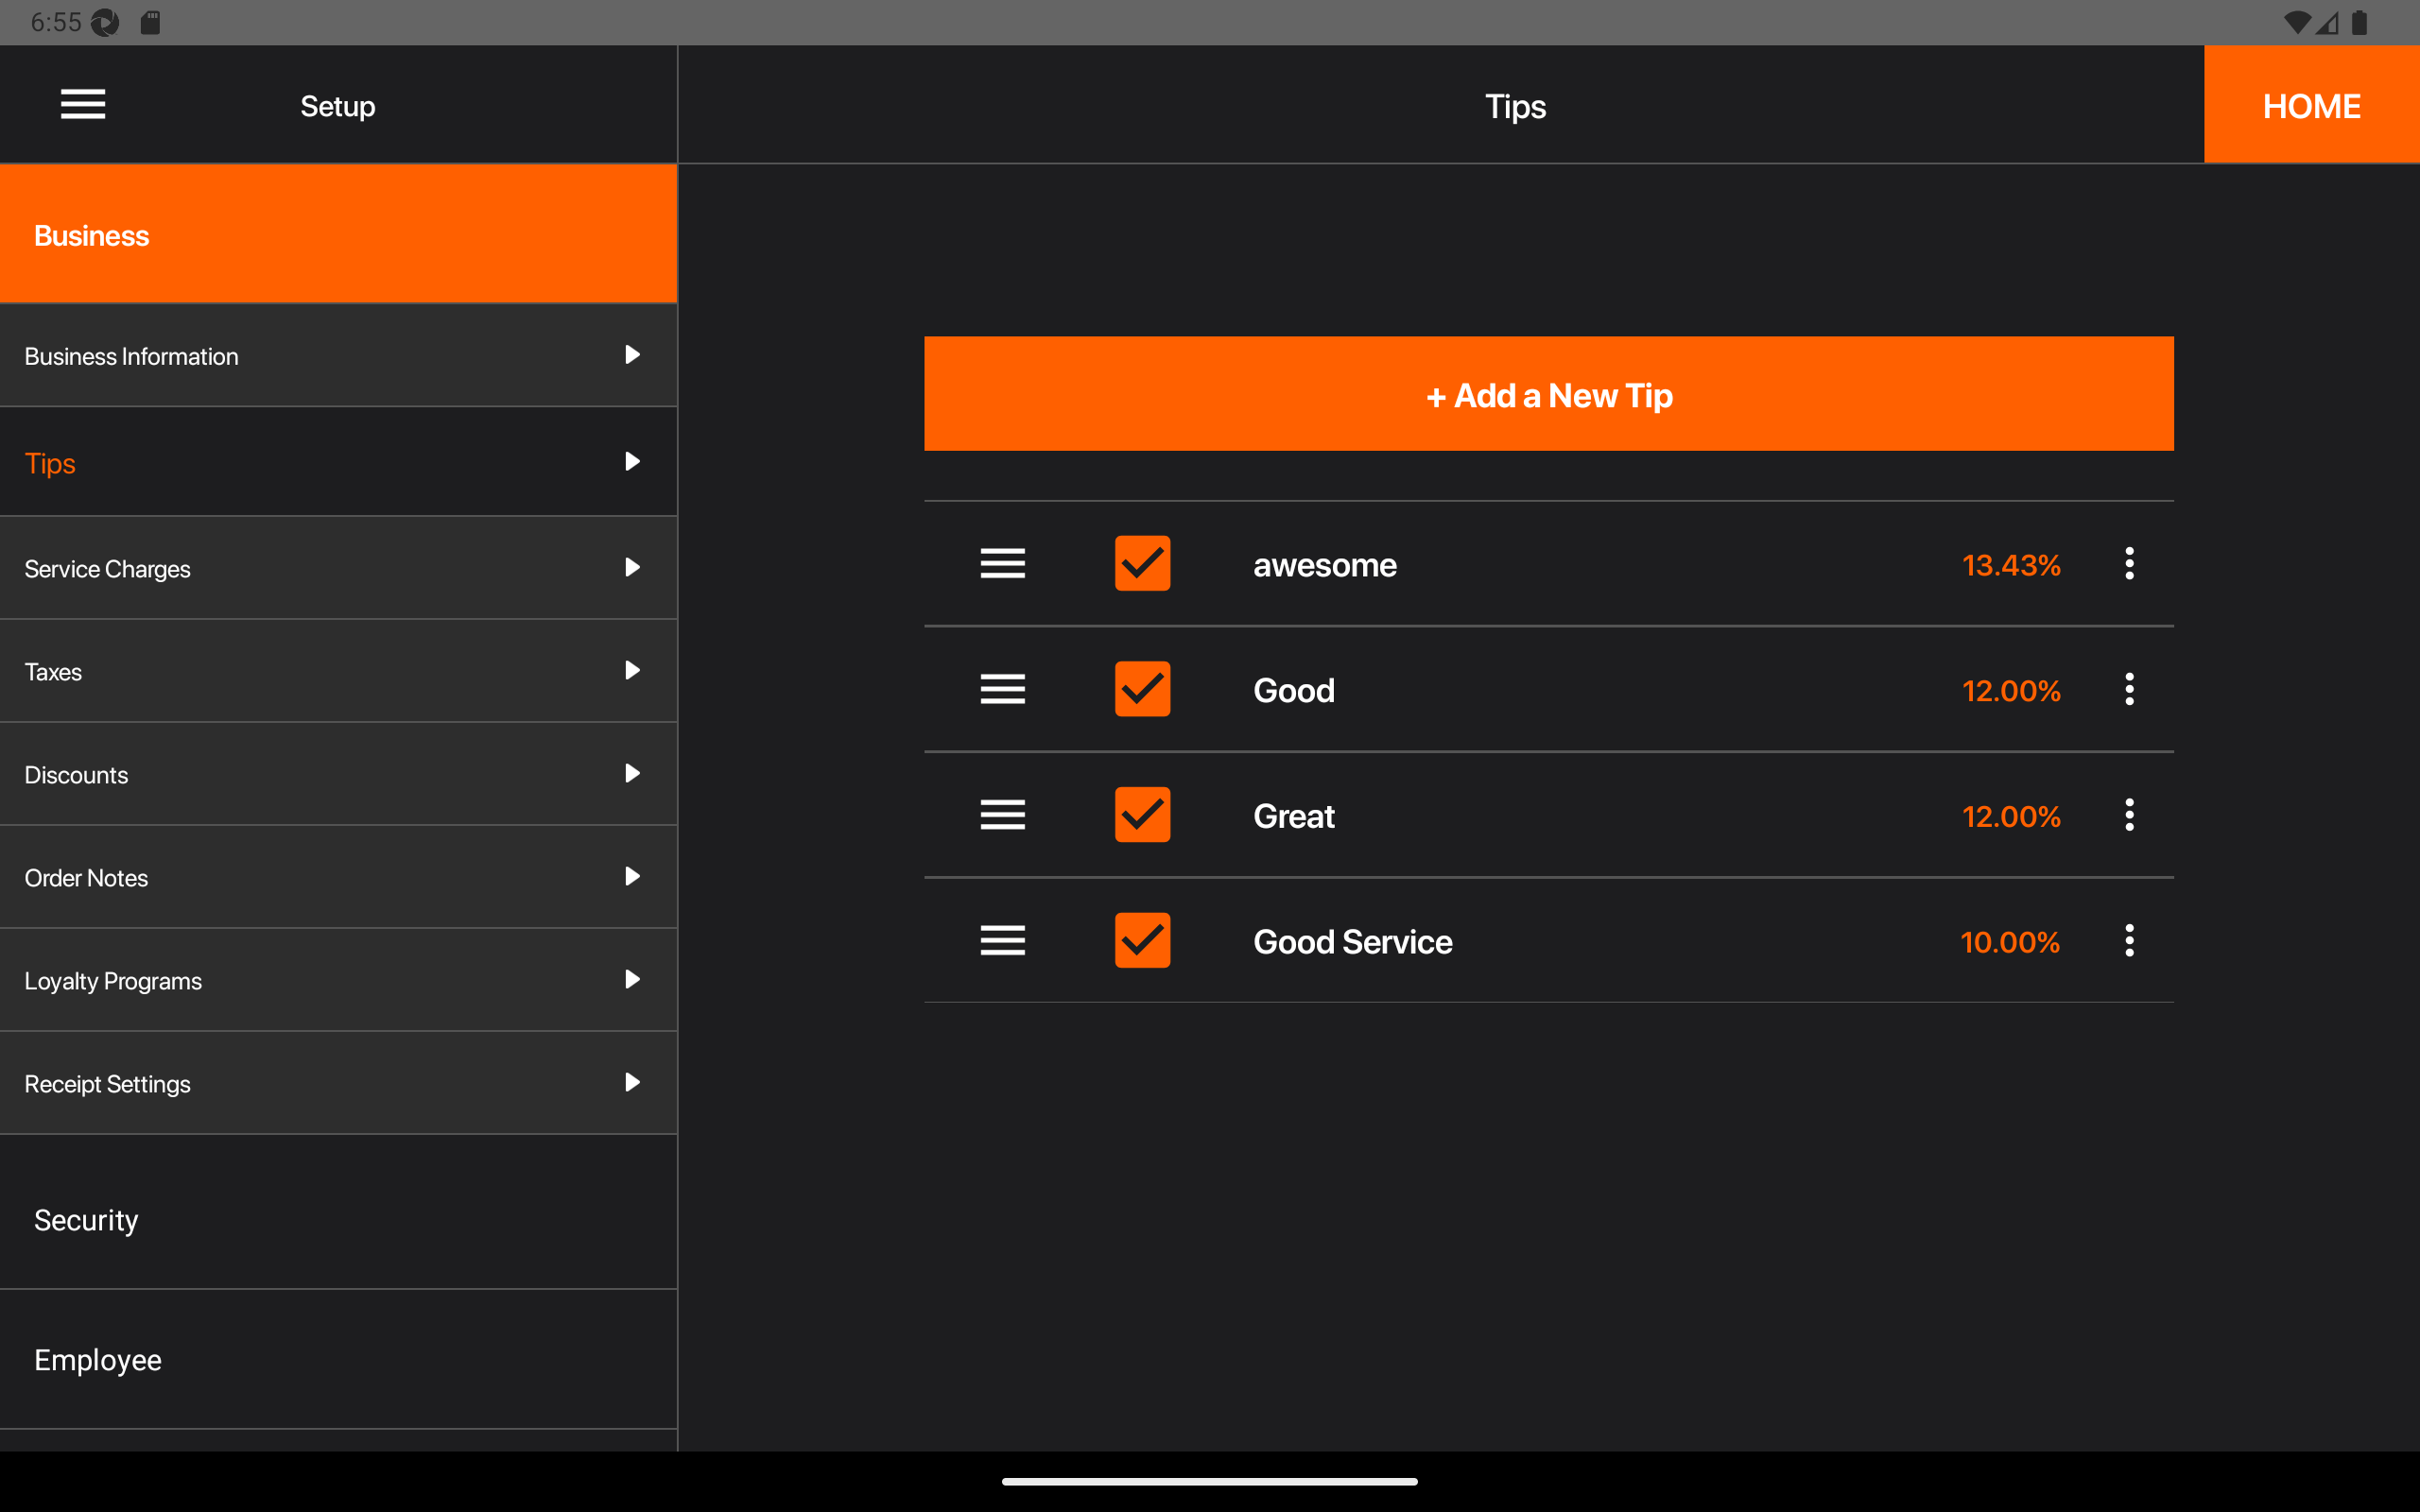 6:55
Setup
Tips
HOME
Business
Business Information
Tips
Service Charges
Taxes
Discounts
Order Notes
Loyalty Programs
Receipt Settings
Security
Employee
+ Add a New Tip
awesome 13.43%
Good 12.00%
Great 12.00%
Good Service 10.00%